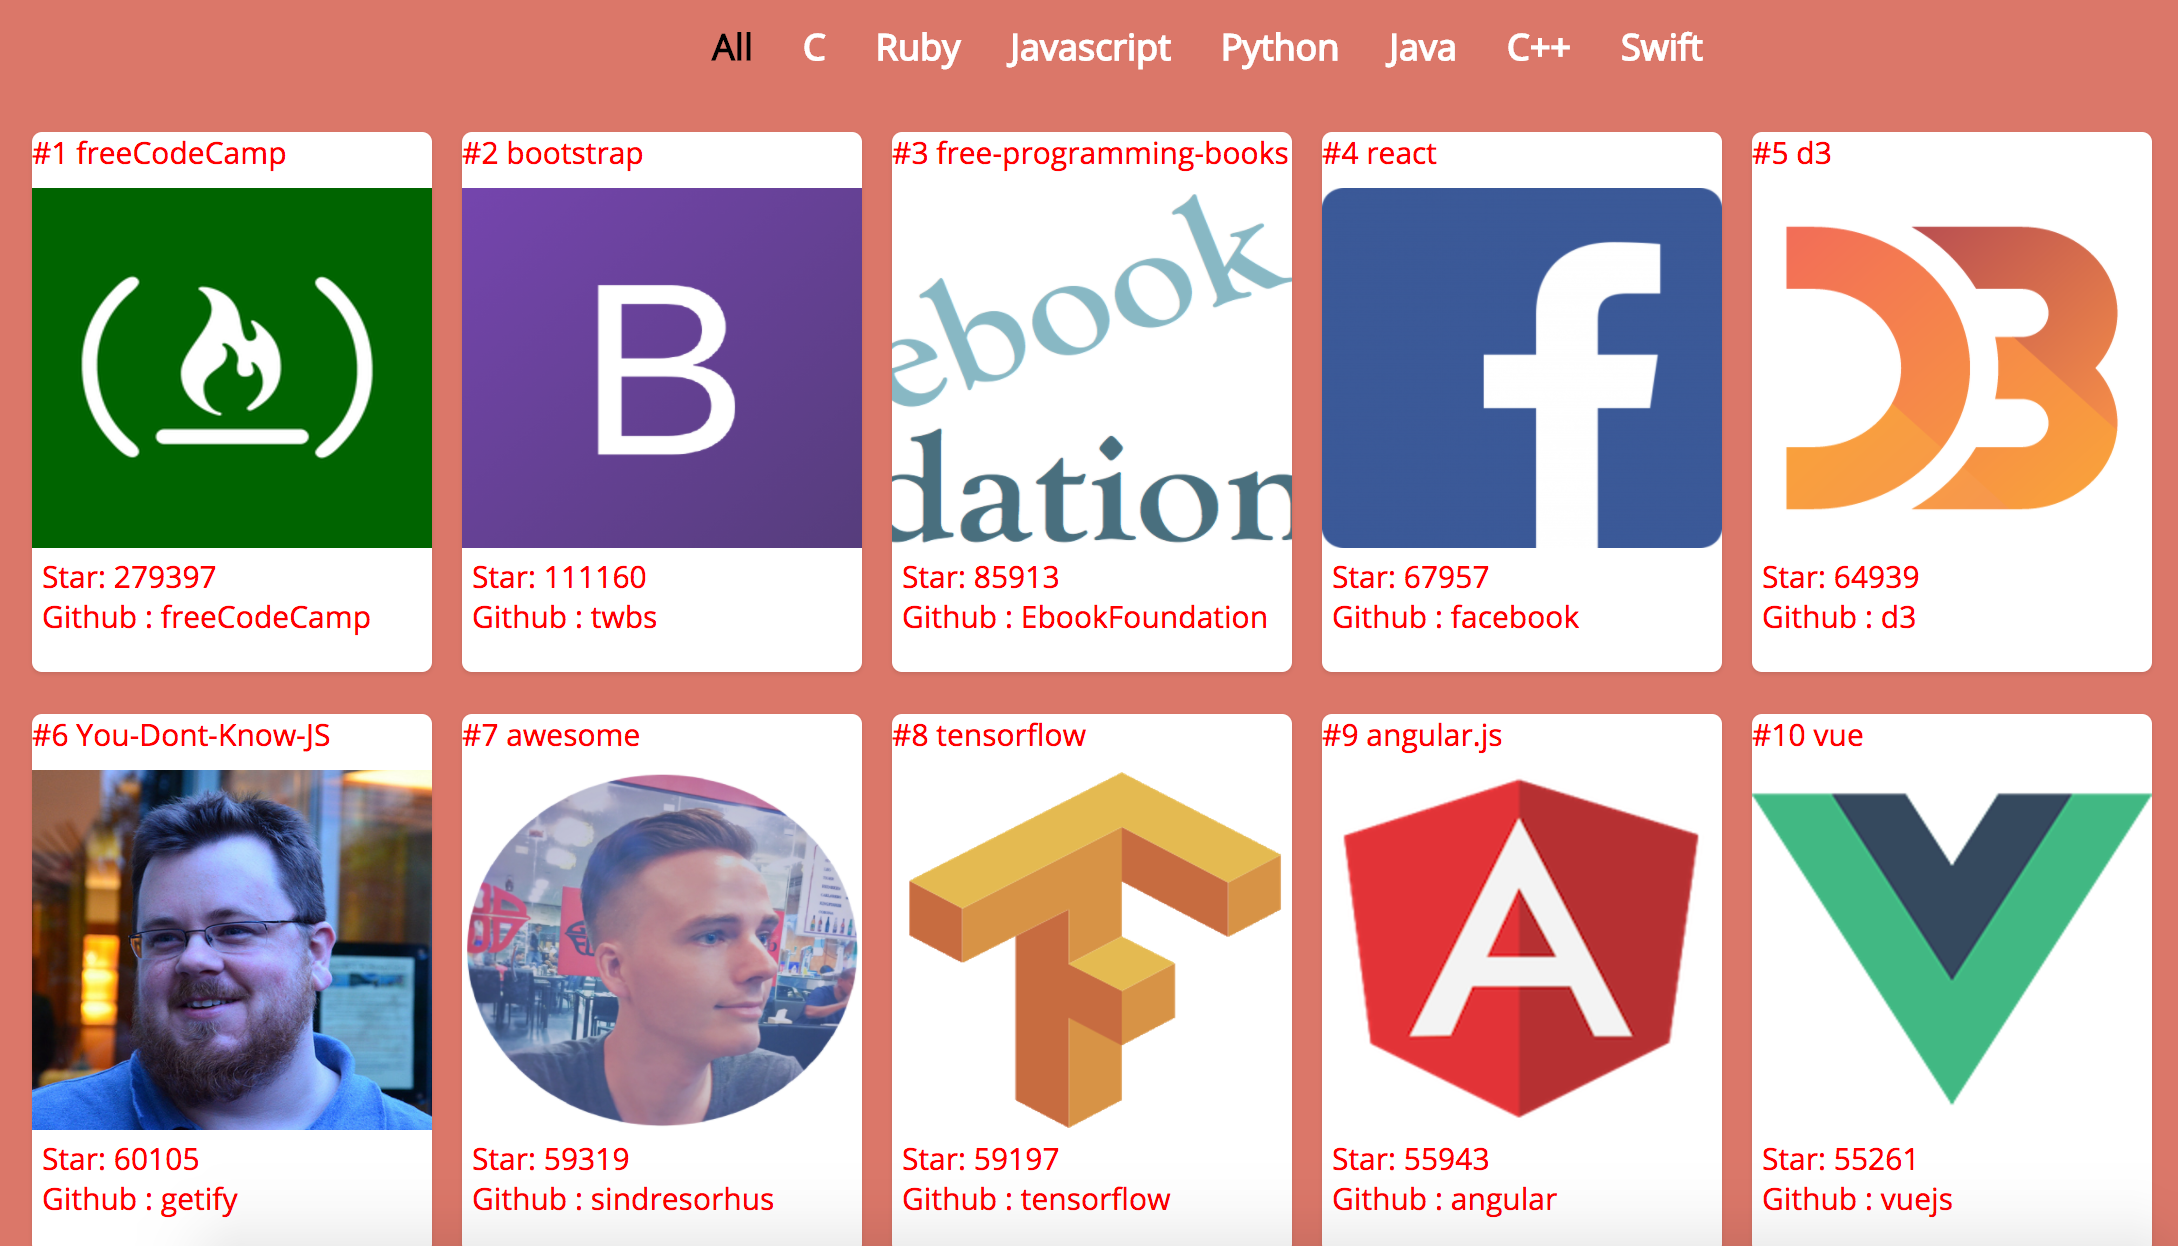 All C Ruby Javascript Python Java C++ Swift
#1 freeCodeCamp
Star: 279397
Github : freeCodeCamp
#2 bootstrap
B
Star: 111160
Github : twbs
#3 free-programming-books
ebook
dation
Star: 85913
Github : EbookFoundation
#4 react
f
Star: 67957
Github : facebook
#5 d3
D3
Star: 64939
Github : d3
#6 You-Dont-Know-JS
Star: 60105
Github : getify
#7 awesome
Star: 59319
Github : sindresorhus
#8 tensorflow
Star: 59197
Github : tensorflow
#9 angular.js
A
Star: 55943
Github : angular
#10 vue
Star: 55261
Github : vuejs